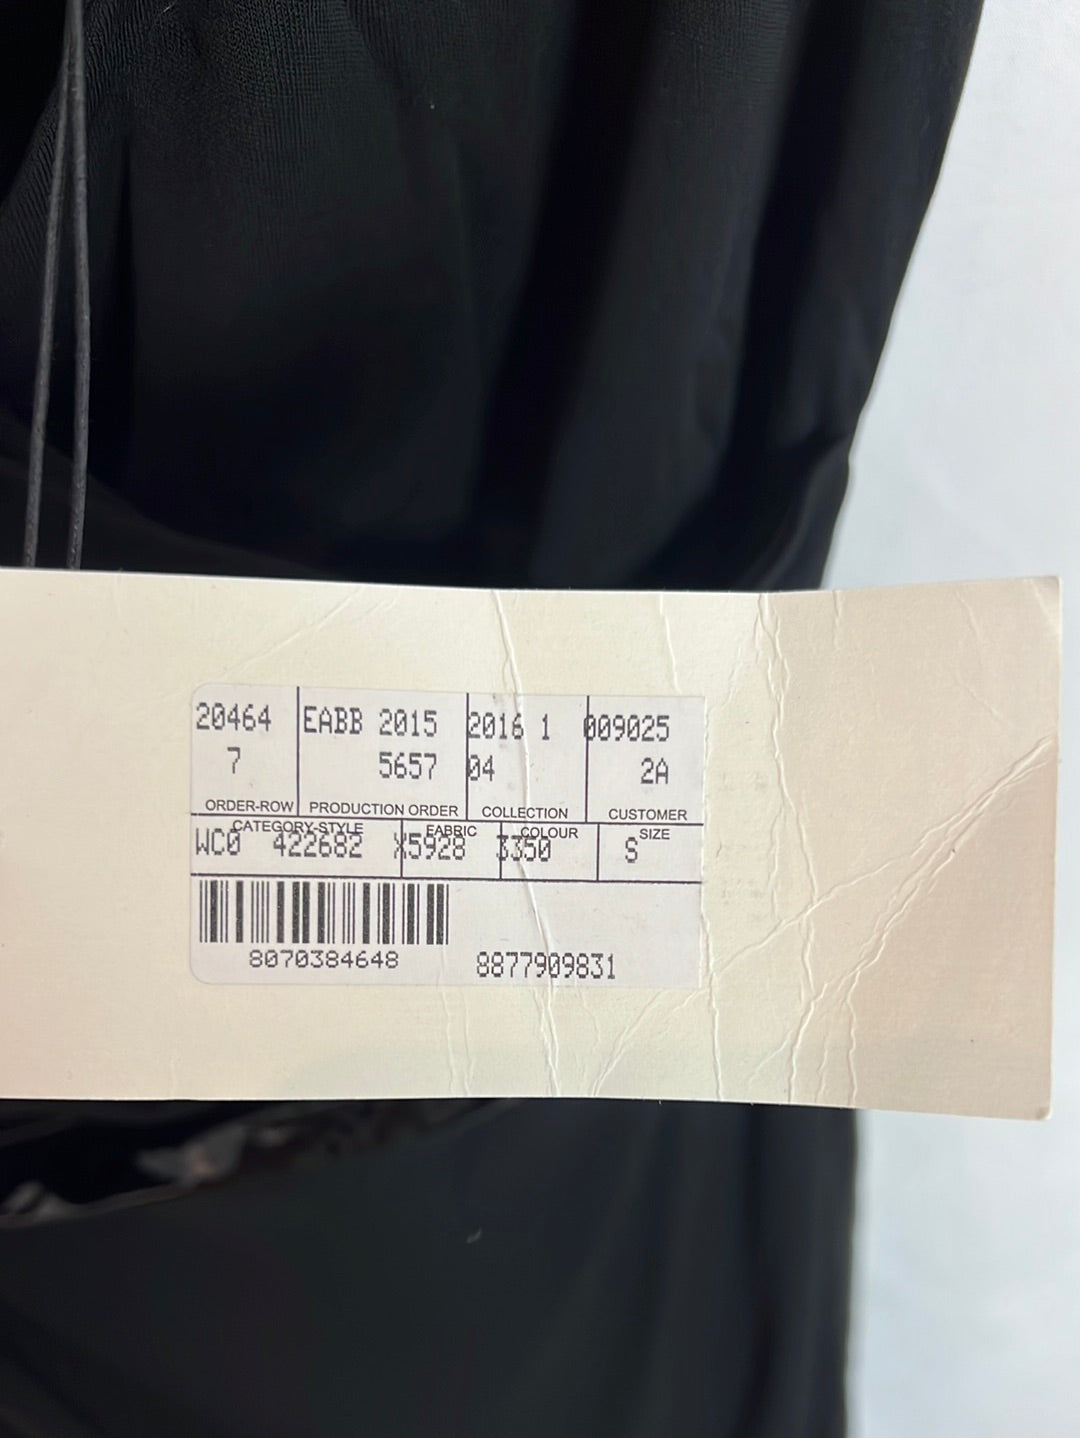 20464 EABB 2015 2016 1 009025
7 5657 04 2A
ORDER-ROW PRODUCTION ORDER COLLECTION CUSTOMER
CATEGORY-STYLE FABRIC COLOUR SIZE
WC0 422682 X5928 3350 S
8070384648 8877909831